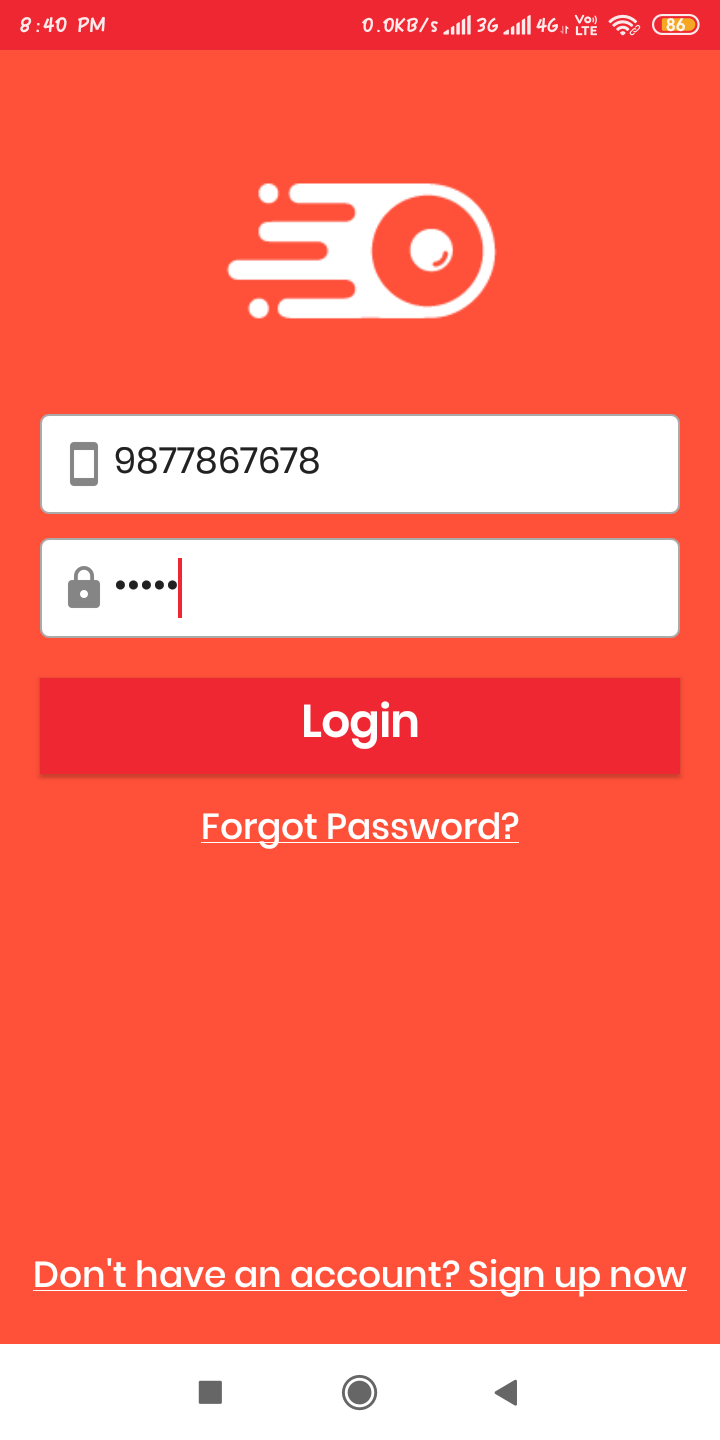 8:40 PM 0.0KB/s 3G 4G Vo) LTE 86
9877867678
•••••
Login
Forgot Password?
Don't have an account? Sign up now